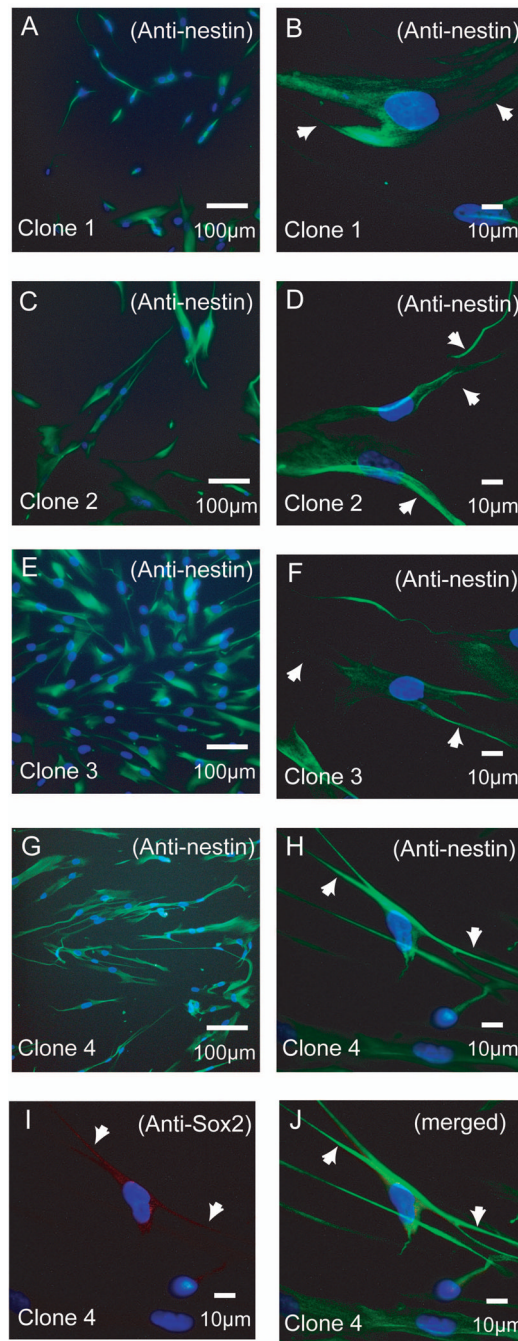 A (Anti-nestin)
Clone 1 100µm
B (Anti-nestin)
Clone 1 10µm
C (Anti-nestin)
Clone 2 100µm
D (Anti-nestin)
Clone 2 10µm
E (Anti-nestin)
Clone 3 100µm
F (Anti-nestin)
Clone 3 10µm
G (Anti-nestin)
Clone 4 100µm
H (Anti-nestin)
Clone 4 10µm
I (Anti-Sox2)
Clone 4 10µm
J (merged)
Clone 4 10µm